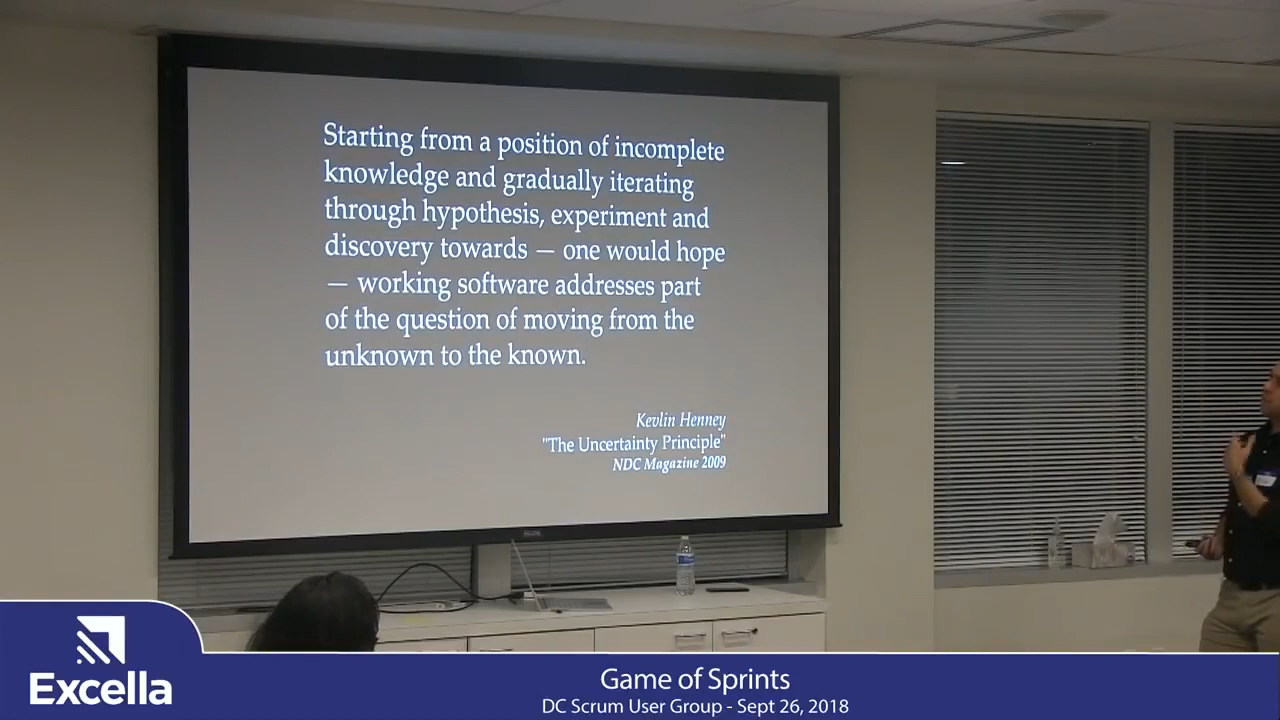 Starting from a position of incomplete
knowledge and gradually iterating
through hypothesis, experiment and
discovery towards — one would hope
— working software addresses part
of the question of moving from the
unknown to the known.
Kevlin Henney
"The Uncertainty Principle"
NDC Magazine 2009
Excella
Game of Sprints
DC Scrum User Group - Sept 26, 2018